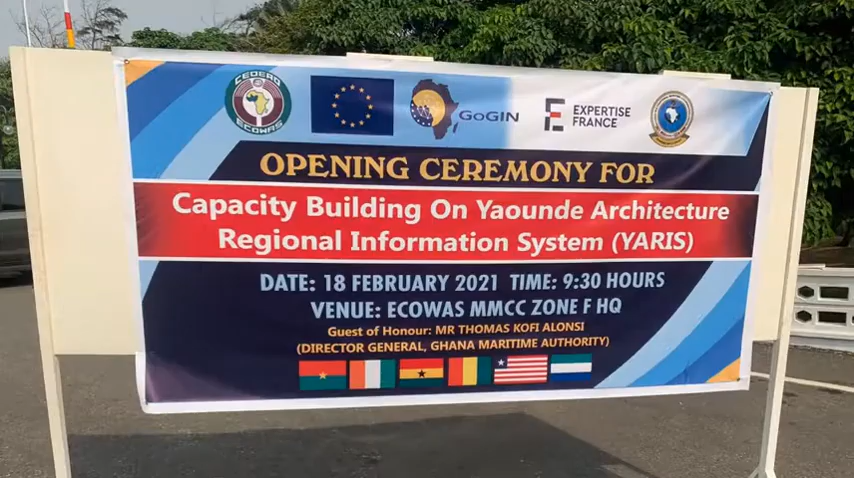 CEDEAO
ECOWAS
GOGIN
EXPERTISE
FRANCE
OPENING CEREMONY FOR
Capacity Building On Yaounde Architecture
Regional Information System (YARIS)
DATE: 18 FEBRUARY 2021 TIME: 9:30 HOURS
VENUE: ECOWAS MMCC ZONE F HQ
Guest of Honour: MR THOMAS KOFI ALONSI
(DIRECTOR GENERAL, GHANA MARITIME AUTHORITY)